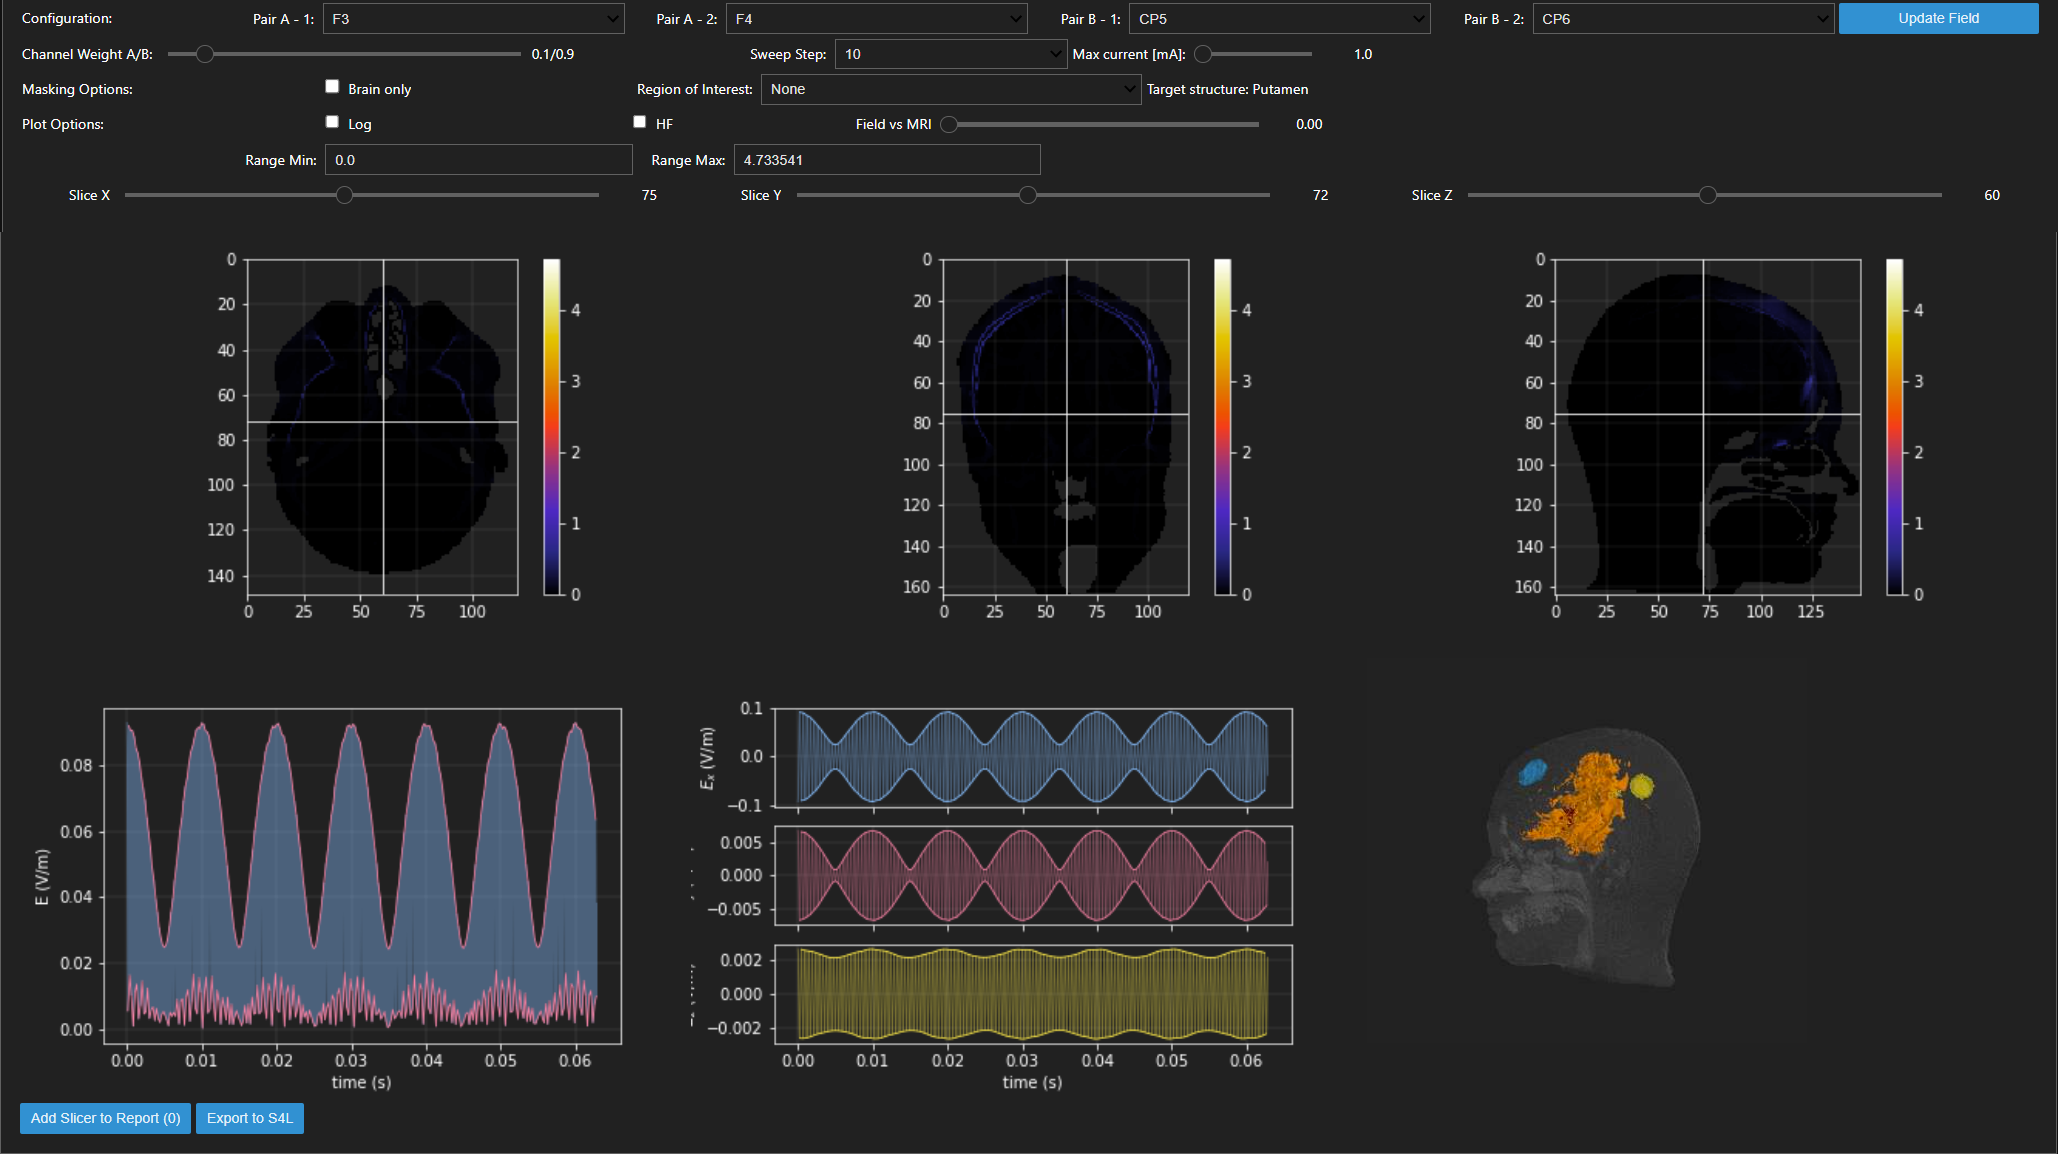 Configuration: Pair A - 1: F3 Pair A - 2: F4 Pair B - 1: CP5 Pair B - 2: CP6 Update Field
Channel Weight A/B: 0.1/0.9 Sweep Step: 10 Max current [mA]: 1.0
Masking Options: Brain only Region of Interest: None Target structure: Putamen
Plot Options: Log HF Field vs MRI 0.00
Range Min: 0.0 Range Max: 4.733541
Slice X 75 Slice Y 72 Slice Z 60
0 20 40 60 80 100 120 140
0 25 50 75 100
4 3 2 1 0
0 20 40 60 80 100 120 140 160
0 25 50 75 100
4 3 2 1 0
0 20 40 60 80 100 120 140 160
0 25 50 75 100 125
4 3 2 1 0
E (V/m)
0.08 0.06 0.04 0.02 0.00
0.00 0.01 0.02 0.03 0.04 0.05 0.06
time (s)
Ex (V/m)
0.1 0.0 −0.1
0.005 0.000 −0.005
0.002 0.000 −0.002
0.00 0.01 0.02 0.03 0.04 0.05 0.06
time (s)
Add Slicer to Report (0) Export to S4L